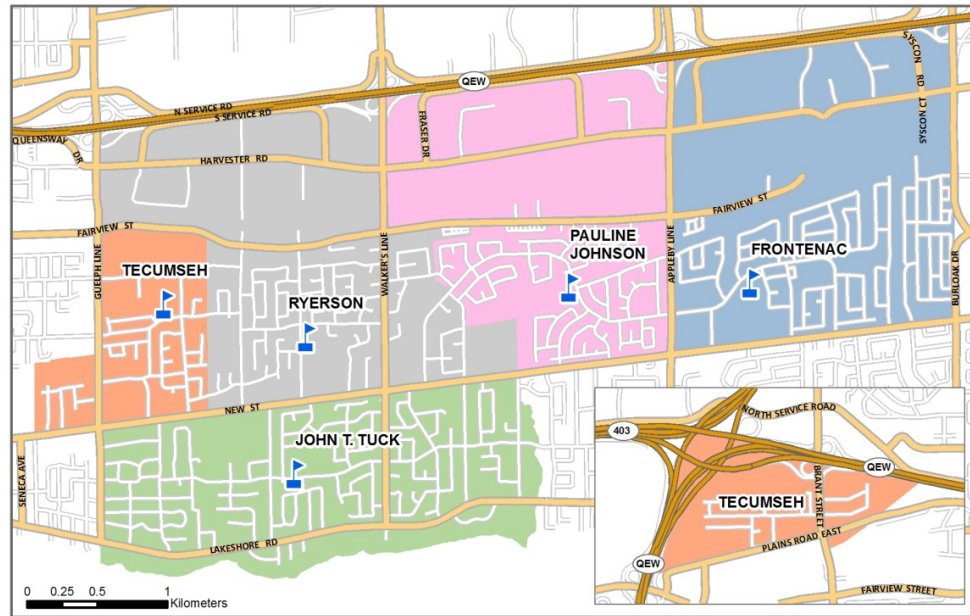 QEW
SYSCON RD
SYSCON CT
N SERVICE RD
S SERVICE RD
QUEENSWAY DR
FRASER DR
HARVESTER RD
FAIRVIEW ST
FAIRVIEW ST
GUELPH LINE
WALKER'S LINE
APPLEBY LINE
BURLOAK DR
TECUMSEH
RYERSON
PAULINE
JOHNSON
FRONTENAC
NEW ST
JOHN T. TUCK
SENECA AVE
LAKESHORE RD
0 0.25 0.5 1
Kilometers
NORTH SERVICE ROAD
403
QEW
BRANT STREET
TECUMSEH
PLAINS ROAD EAST
QEW
FAIRVIEW STREET